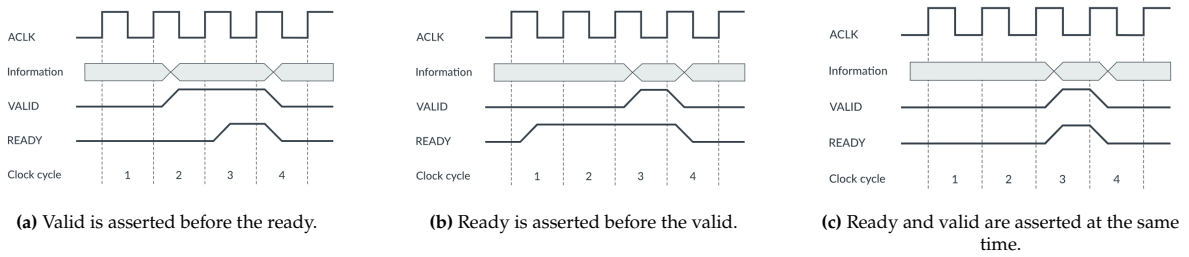 ACLK
Information
VALID
READY
Clock cycle 1 2 3 4
(a) Valid is asserted before the ready.
ACLK
Information
VALID
READY
Clock cycle 1 2 3 4
(b) Ready is asserted before the valid.
ACLK
Information
VALID
READY
Clock cycle 1 2 3 4
(c) Ready and valid are asserted at the same
time.